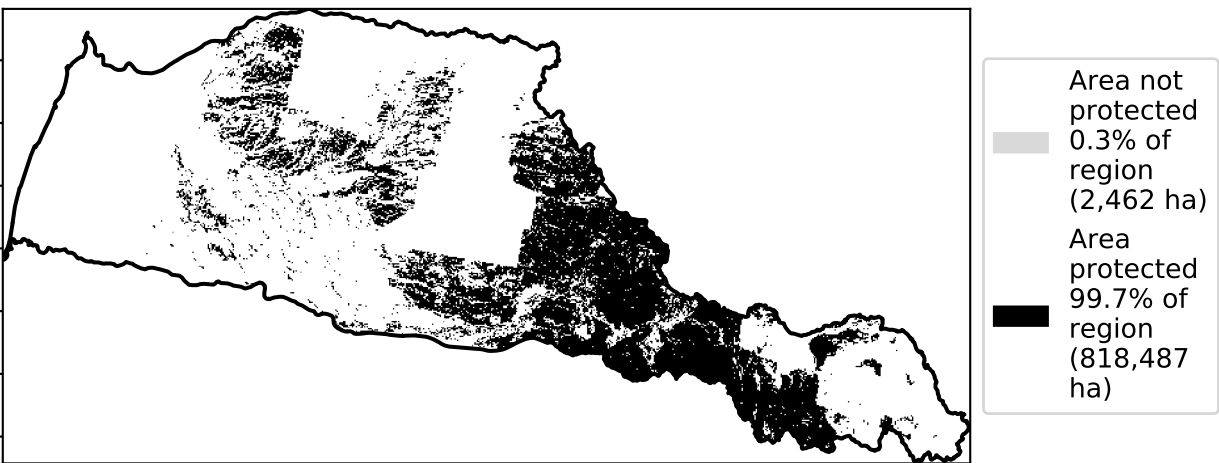 Area not
protected
0.3% of
region
(2,462 ha)
Area
protected
99.7% of
region
(818,487
ha)